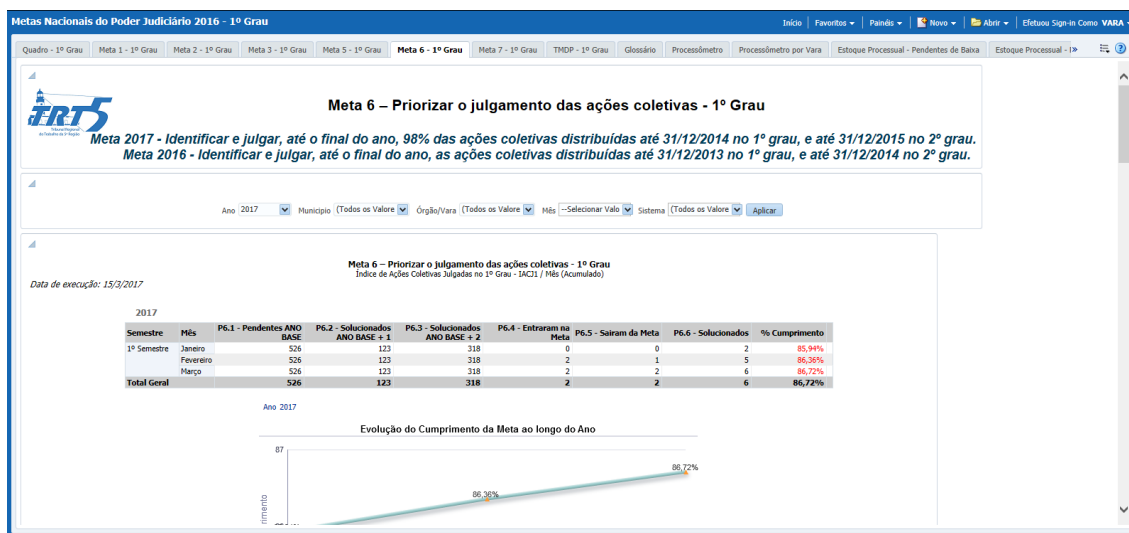 Metas Nacionais do Poder Judiciário 2016 - 1º Grau
Início Favoritos Painéis Novo Abrir Efetuou Sign-in Como VARA
Quadro - 1º Grau Meta 1 - 1º Grau Meta 2 - 1º Grau Meta 3 - 1º Grau Meta 5 - 1º Grau Meta 6 - 1º Grau Meta 7 - 1º Grau TMDP - 1º Grau Glossário Processômetro Processômetro por Vara Estoque Processual - Pendentes de Baixa Estoque Processual -
TRT5
Tribunal Regional
do Trabalho da 5ª Região
Meta 6 – Priorizar o julgamento das ações coletivas - 1º Grau
Meta 2017 - Identificar e julgar, até o final do ano, 98% das ações coletivas distribuídas até 31/12/2014 no 1º grau, e até 31/12/2015 no 2º grau.
Meta 2016 - Identificar e julgar, até o final do ano, as ações coletivas distribuídas até 31/12/2013 no 1º grau, e até 31/12/2014 no 2º grau.
Ano 2017 Municipio (Todos os Valore Órgão/Vara (Todos os Valore Mês --Selecionar Valo Sistema (Todos os Valore Aplicar
Meta 6 – Priorizar o julgamento das ações coletivas - 1º Grau
Índice de Ações Coletivas Julgadas no 1º Grau - IACJ1 / Mês (Acumulado)
Data de execução: 15/3/2017
2017
Semestre Mês P6.1 - Pendentes ANO BASE P6.2 - Solucionados ANO BASE + 1 P6.3 - Solucionados ANO BASE + 2 P6.4 - Entraram na Meta P6.5 - Sairam da Meta P6.6 - Solucionados % Cumprimento
1º Semestre Janeiro 526 123 318 0 0 2 85,94%
Fevereiro 526 123 318 2 1 5 86,36%
Março 526 123 318 2 2 6 86,72%
Total Geral 526 123 318 2 2 6 86,72%
Ano 2017
Evolução do Cumprimento da Meta ao longo do Ano
87
86,72%
86,36%